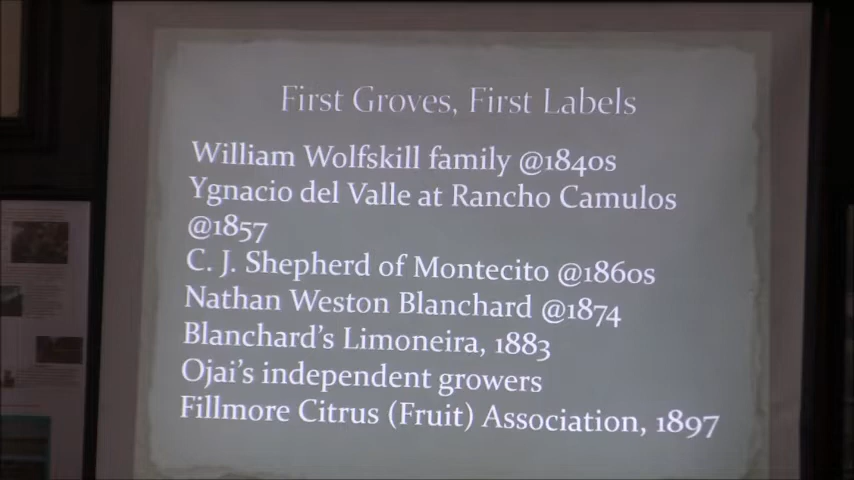 First Groves, First Labels
William Wolfskill family @1840s
Ygnacio del Valle at Rancho Camulos
@1857
C. J. Shepherd of Montecito @1860s
Nathan Weston Blanchard @1874
Blanchard's Limoneira, 1883
Ojai's independent growers
Fillmore Citrus (Fruit) Association, 1897